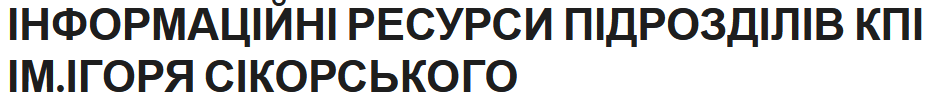 ІНФОРМАЦІЙНІ РЕСУРСИ ПІДРОЗДІЛІВ КПІ
ІМ.ІГОРЯ СІКОРСЬКОГО